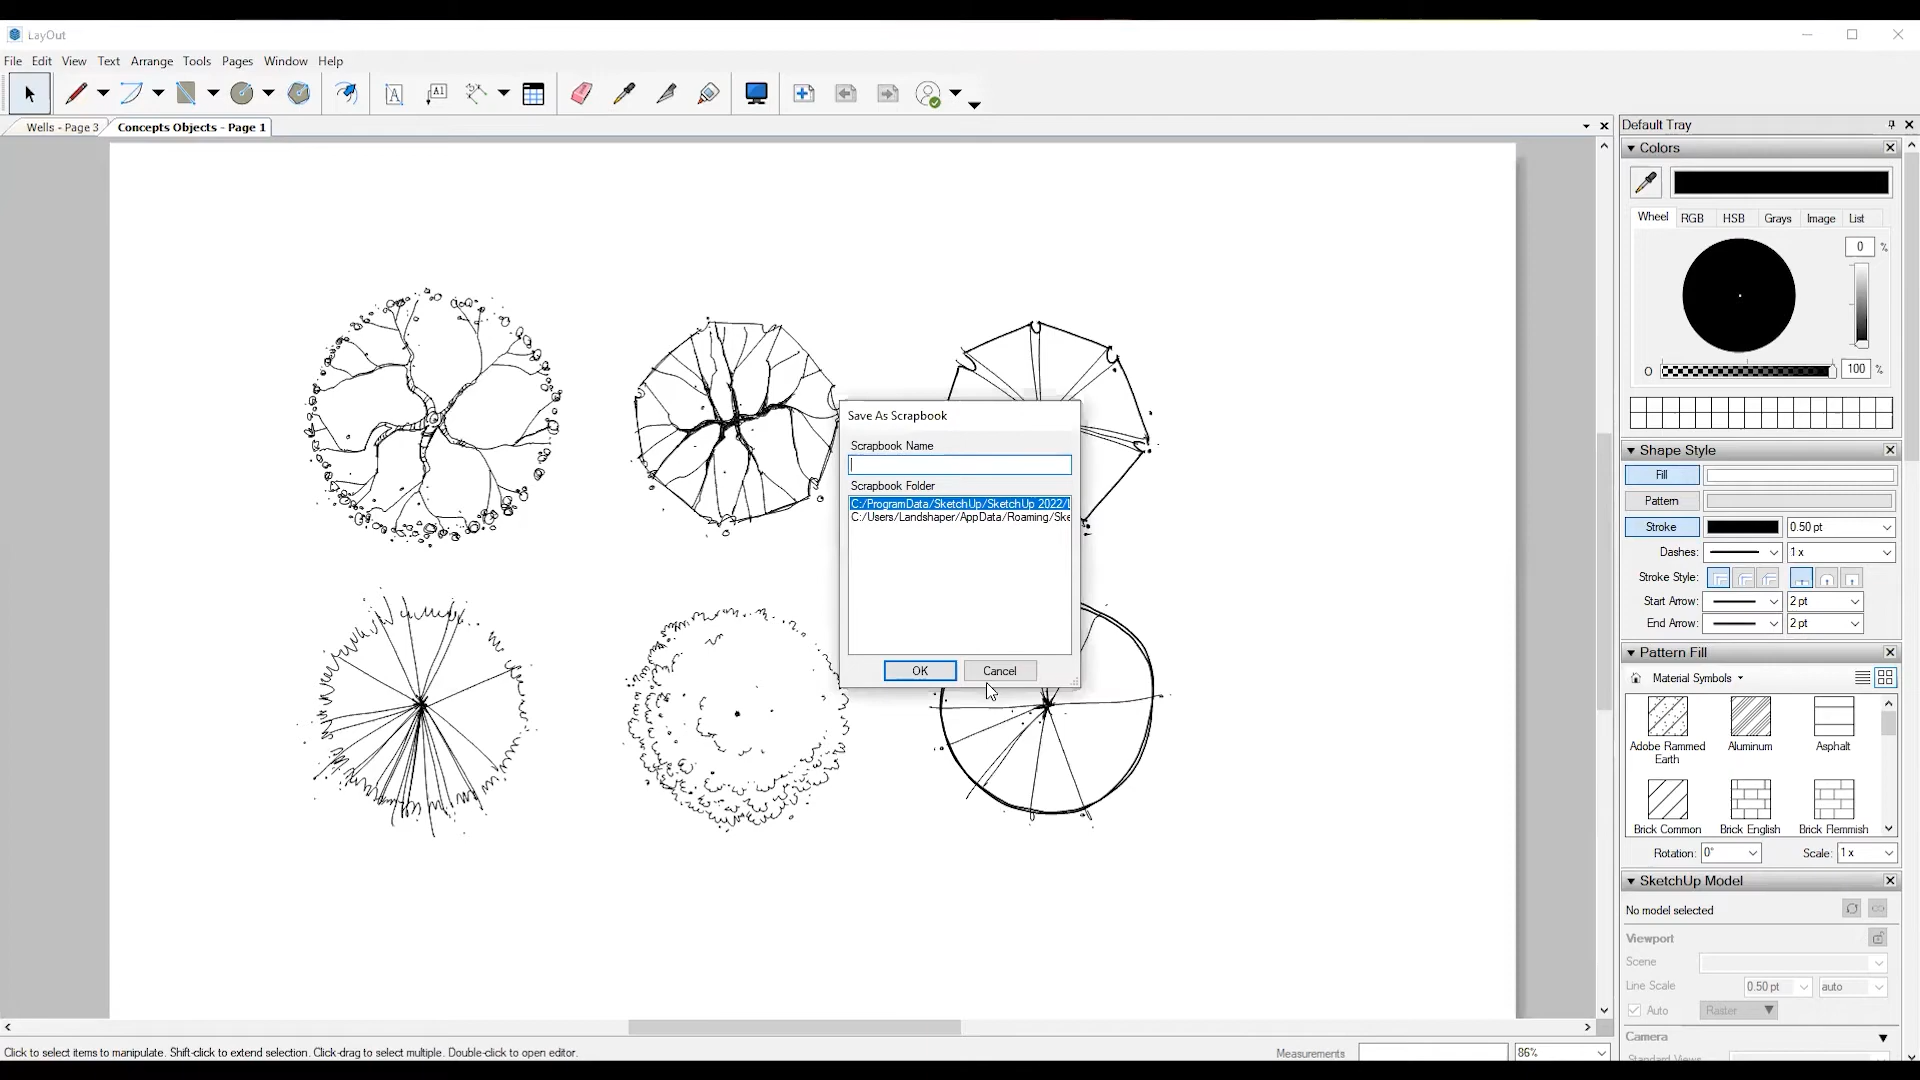 LayOut
File Edit View Text Arrange Tools Pages Window Help
Wells - Page 3
Concepts Objects - Page 1
Save As Scrapbook
Scrapbook Name
Scrapbook Folder
C:/ProgramData/SketchUp/SketchUp 2022/L
C:/Users/Landshaper/AppData/Roaming/Ske
OK Cancel
Default Tray
Colors
Wheel RGB HSB Grays Image List
0 %
O 100 %
Shape Style
Fill
Pattern
Stroke 0.50 pt
Dashes: 1 x
Stroke Style:
Start Arrow: 2 pt
End Arrow: 2 pt
Pattern Fill
Material Symbols
Adobe Rammed Earth
Aluminum
Asphalt
Brick Common
Brick English
Brick Flemmish
Rotation: 0° Scale: 1 x
SketchUp Model
No model selected
Viewport
Scene
Line Scale 0.50 pt auto
Auto Raster
Camera
Standard Views
Click to select items to manipulate. Shift-click to extend selection. Click-drag to select multiple. Double-click to open editor.
Measurements 86%